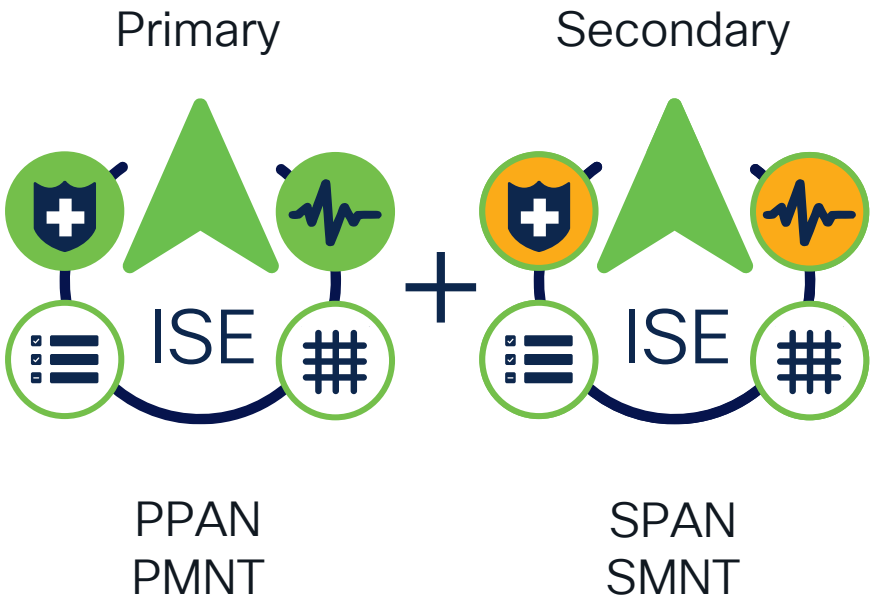 Primary
Secondary
ISE
ISE
PPAN
PMNT
SPAN
SMNT